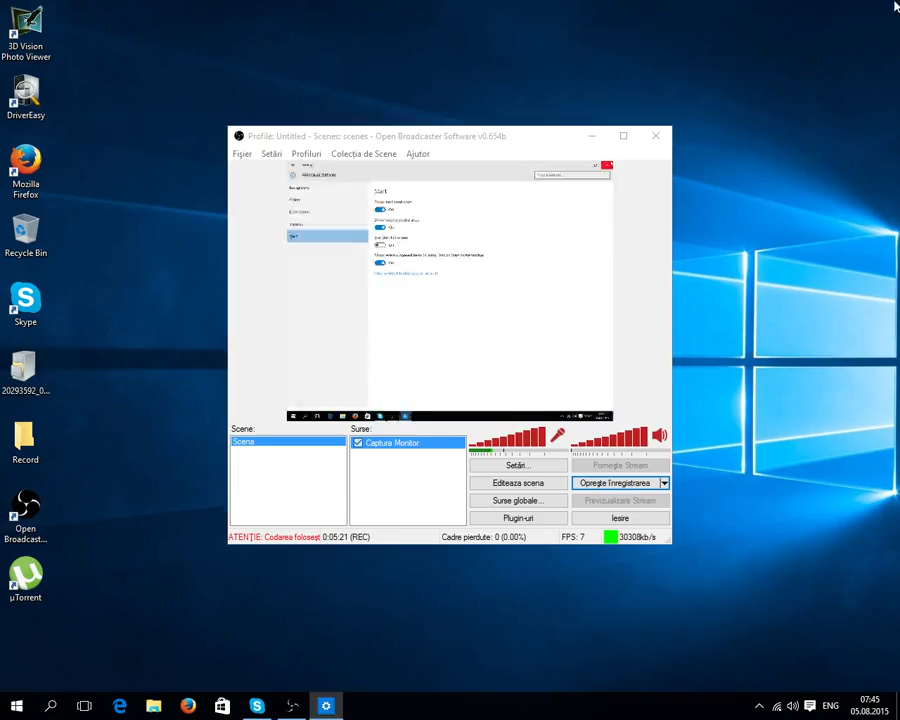 3D Vision
Photo Viewer
DriverEasy
Mozilla
Firefox
Recycle Bin
Skype
20293592_0...
Record
Open
Broadcast...
µTorrent
Profile: Untitled - Scenes: scenes - Open Broadcaster Software v0.654b
Fișier Setări Profiluri Colecția de Scene Ajutor
Start
Scene:
Scena
Surse:
Captura Monitor
Setări...
Pornește Stream
Editeaza scena
Oprește înregistrarea
Surse globale...
Previzualizare Stream
Plugin-uri
Iesire
ATENȚIE: Codarea foloseșt 0:05:21 (REC)
Cadre pierdute: 0 (0.00%)
FPS: 7
30308kb/s
ENG
07:45
05.08.2015